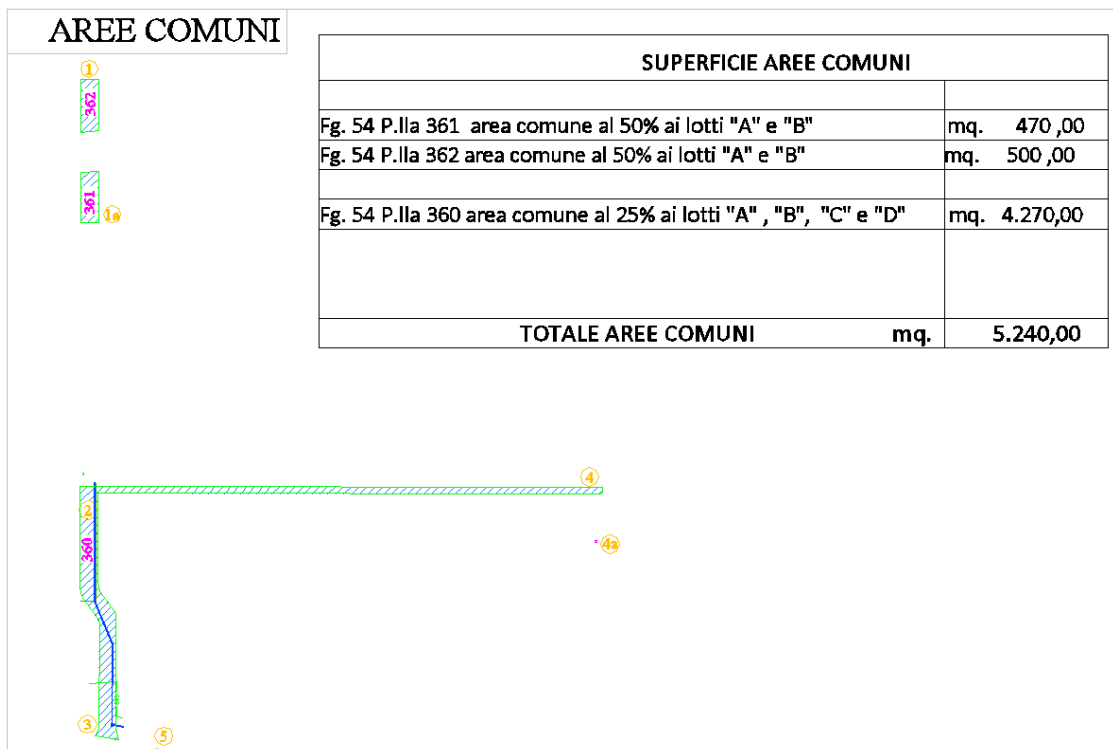 AREE COMUNI
SUPERFICIE AREE COMUNI
Fg. 54 P.lla 361 area comune al 50% ai lotti "A" e "B" mq. 470 ,00
Fg. 54 P.lla 362 area comune al 50% ai lotti "A" e "B" mq. 500 ,00
Fg. 54 P.lla 360 area comune al 25% ai lotti "A" , "B", "C" e "D" mq. 4.270,00
TOTALE AREE COMUNI mq. 5.240,00
1
362
361
1a
4
2
4a
360
3
5